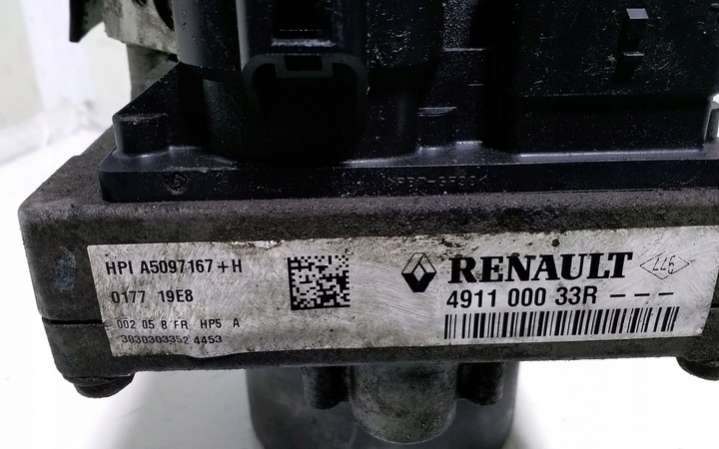 HPI A5097167+H
0177 19E8
002 05 8 FR HP5 A
3030303352 4453
RENAULT
4911 000 33R ---